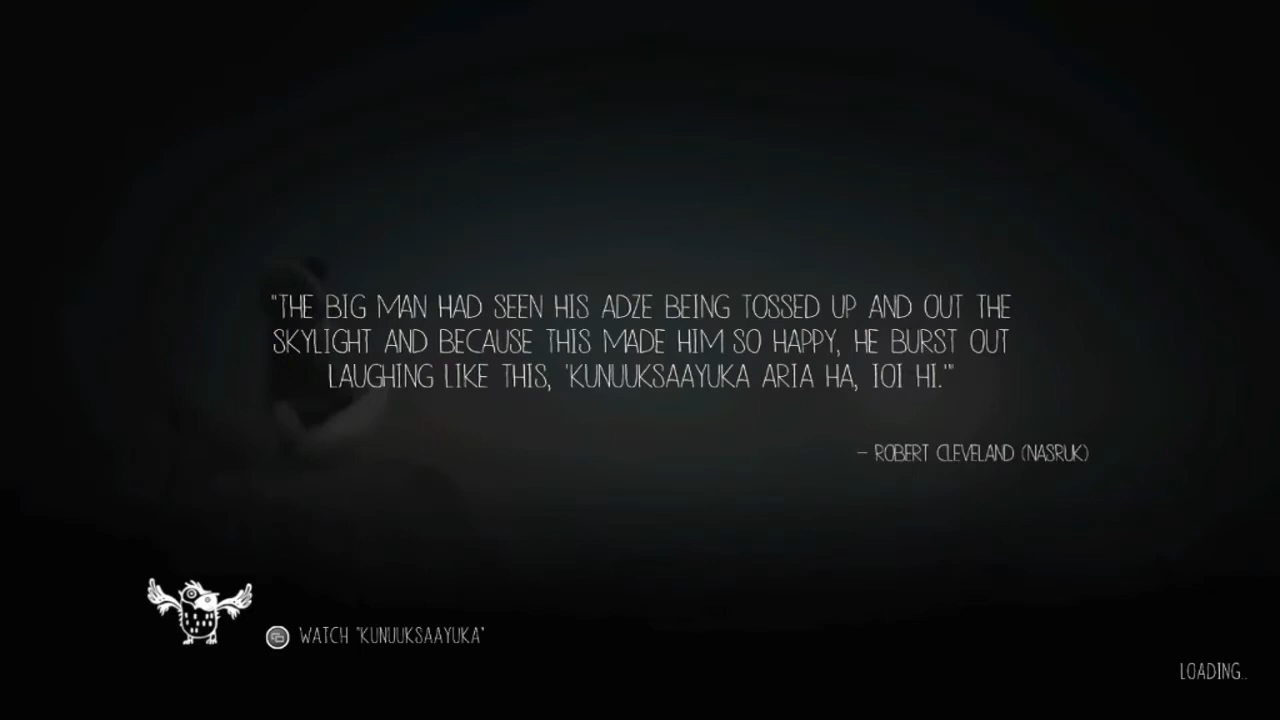 "THE BIG MAN HAD SEEN HIS ADZE BEING TOSSED UP AND OUT THE
SKYLIGHT AND BECAUSE THIS MADE HIM SO HAPPY, HE BURST OUT
LAUGHING LIKE THIS, 'KUNUUKSAAYUKA ARIA HA, IOI HI.'"
– ROBERT CLEVELAND (NASRUK)
WATCH "KUNUUKSAAYUKA"
LOADING..